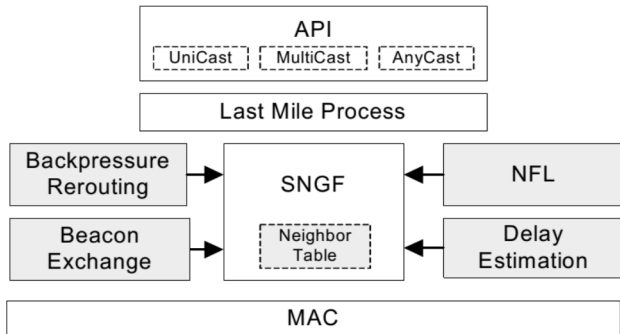 API
UniCast
MultiCast
AnyCast
Last Mile Process
Backpressure
Rerouting
SNGF
NFL
Beacon
Exchange
Neighbor
Table
Delay
Estimation
MAC